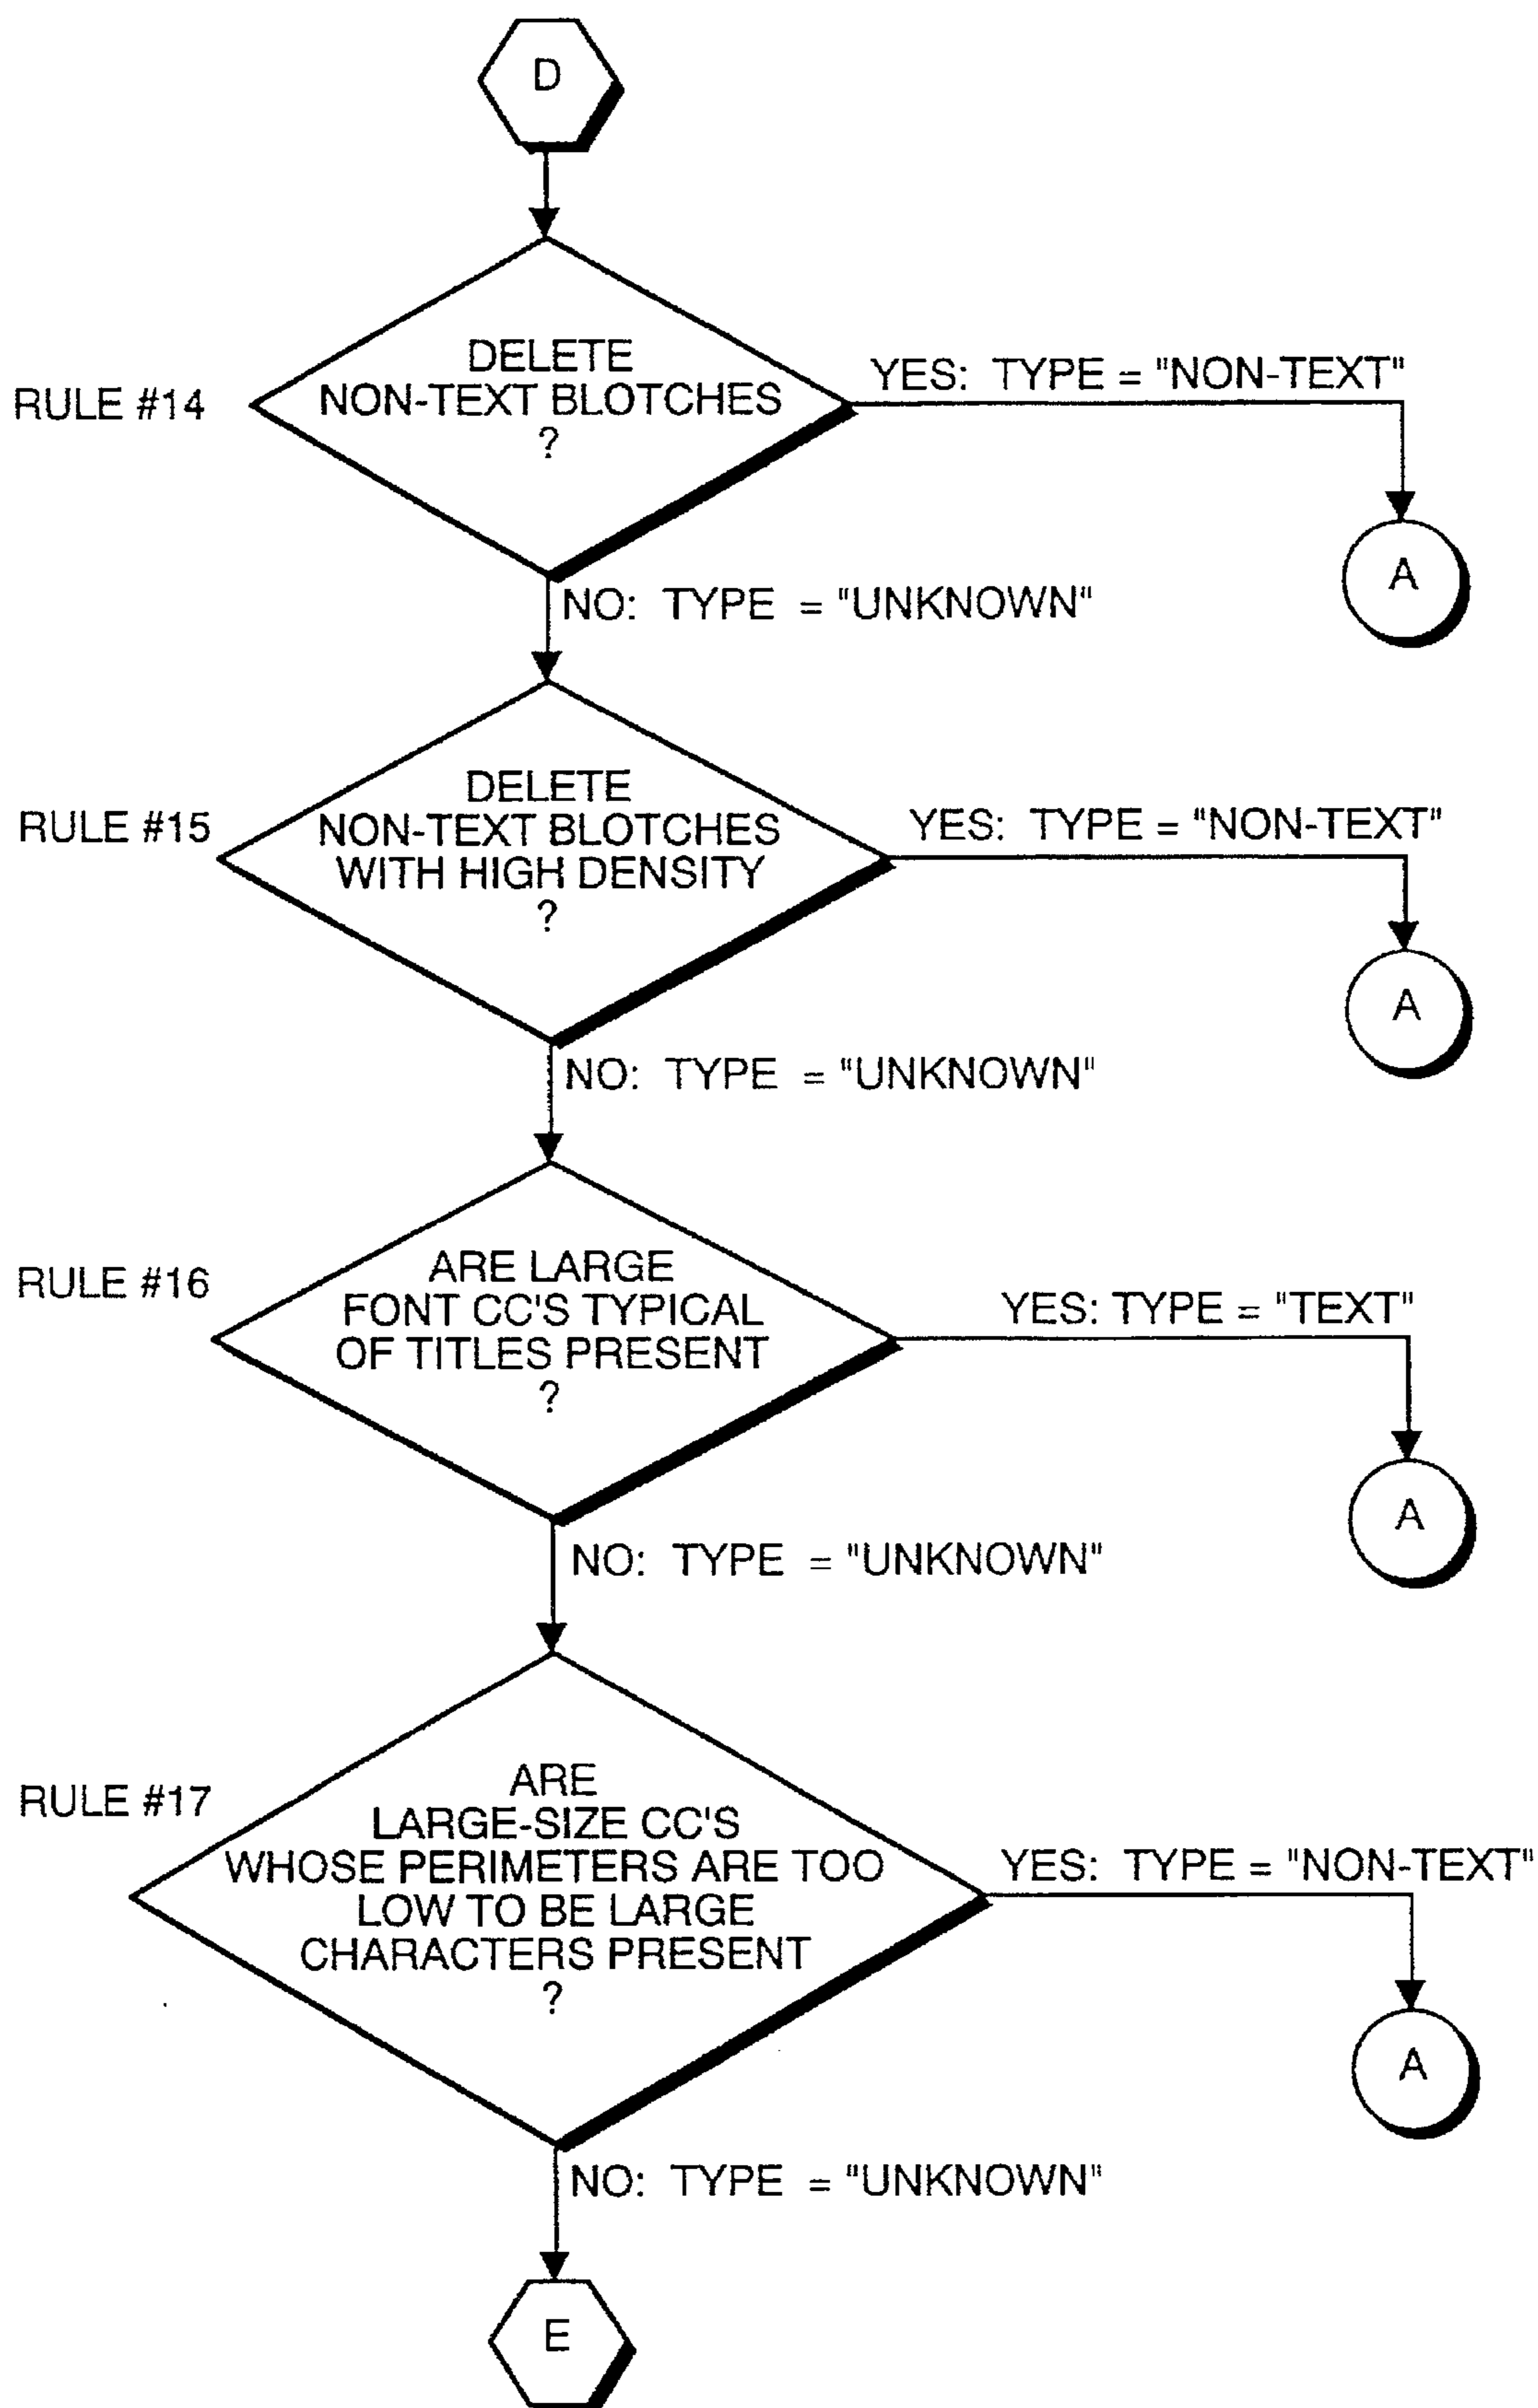 D
RULE #14
DELETE
NON-TEXT BLOTCHES
?
YES: TYPE = "NON-TEXT"
A
NO: TYPE = "UNKNOWN"
RULE #15
DELETE
NON-TEXT BLOTCHES
WITH HIGH DENSITY
?
YES: TYPE = "NON-TEXT"
A
NO: TYPE = "UNKNOWN"
RULE #16
ARE LARGE
FONT CC'S TYPICAL
OF TITLES PRESENT
?
YES: TYPE = "TEXT"
A
NO: TYPE = "UNKNOWN"
RULE #17
ARE
LARGE-SIZE CC'S
WHOSE PERIMETERS ARE TOO
LOW TO BE LARGE
CHARACTERS PRESENT
?
YES: TYPE = "NON-TEXT"
A
NO: TYPE = "UNKNOWN"
E